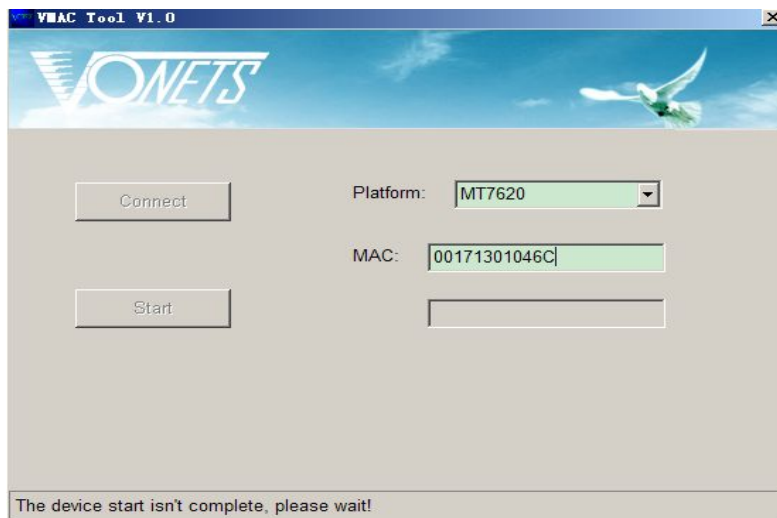 VMAC Tool V1.0
VONETS
Connect
Platform: MT7620
MAC: 00171301046C
Start
The device start isn't complete, please wait!